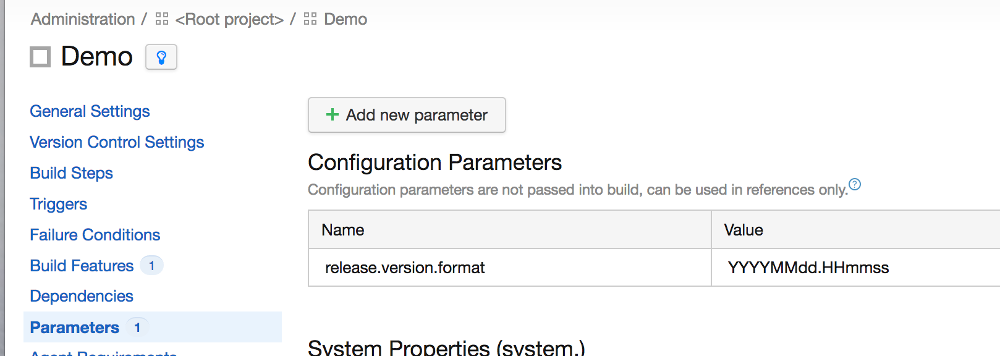 Administration / <Root project> / Demo
Demo
General Settings
Version Control Settings
Build Steps
Triggers
Failure Conditions
Build Features 1
Dependencies
Parameters 1
Agent Requirements
+ Add new parameter
Configuration Parameters
Configuration parameters are not passed into build, can be used in references only. ?
Name Value
release.version.format YYYYMMdd.HHmmss
System Properties (system.)